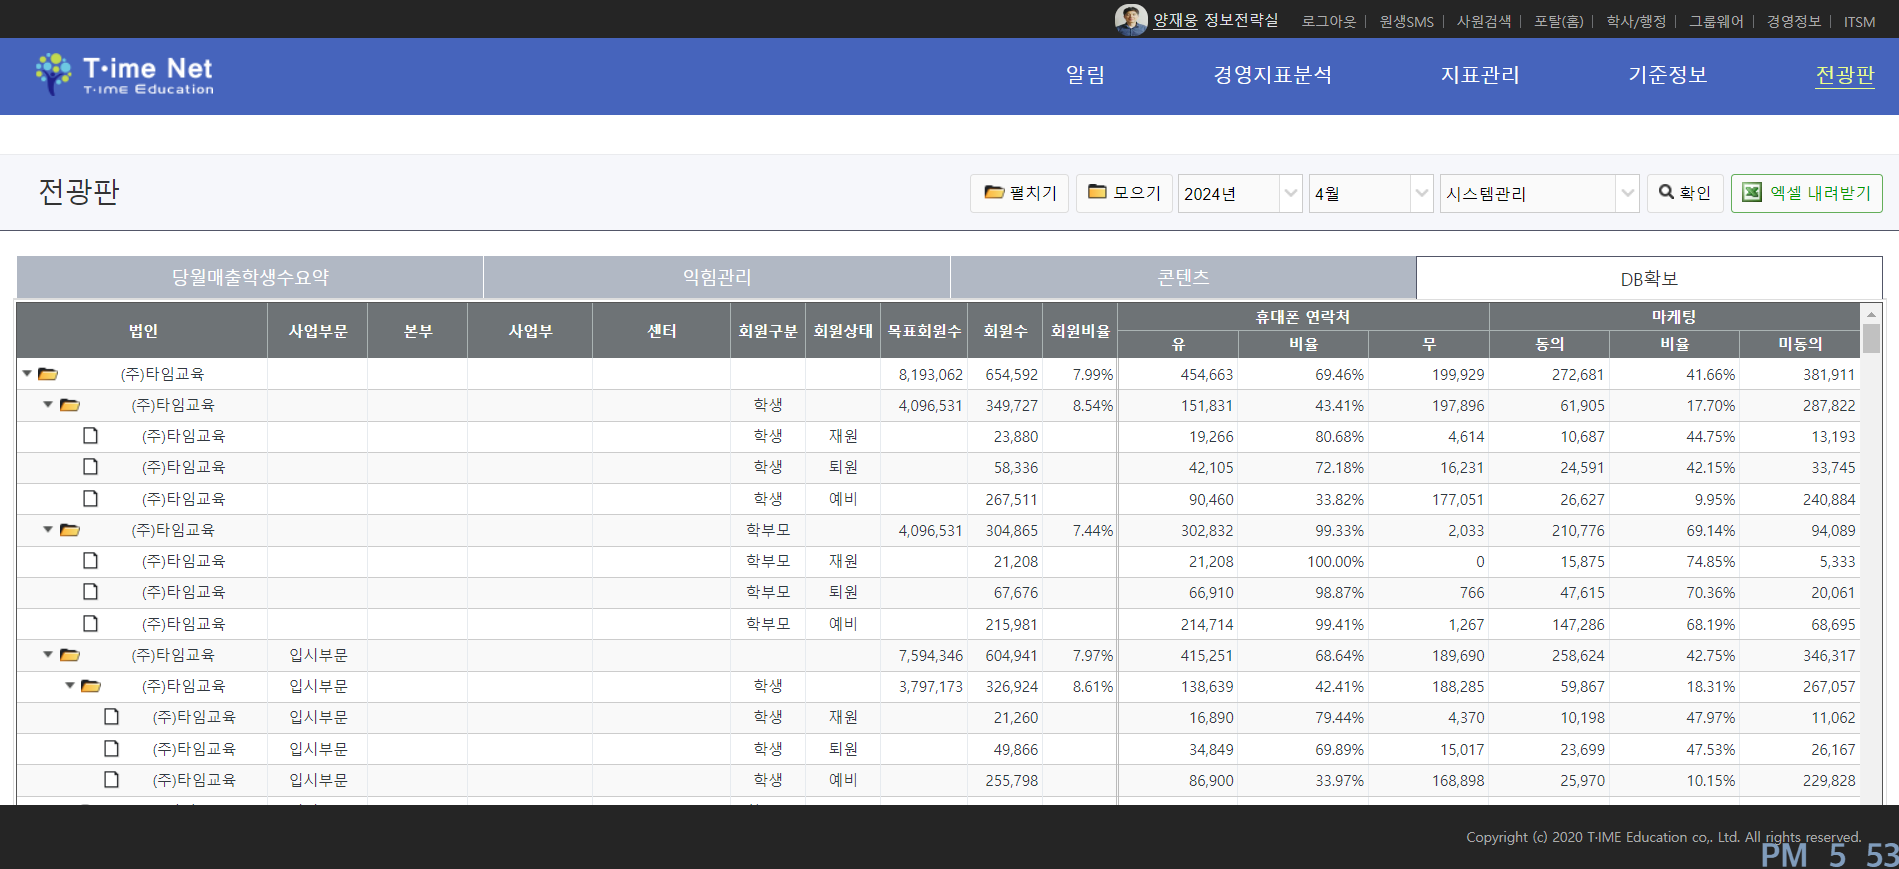 양재웅 정보전략실 로그아웃 | 원생SMS | 사원검색 | 포탈(홈) | 학사/행정 | 그룹웨어 | 경영정보 | ITSM
T·ime Net
T·IME Education
알림 경영지표분석 지표관리 기준정보 전광판
전광판 펼치기 모으기 2024년 4월 시스템관리 확인 엑셀 내려받기
당월매출학생수요약 익힘관리 콘텐츠 DB확보
법인 사업부문 본부 사업부 센터 회원구분 회원상태 목표회원수 회원수 회원비율 휴대폰 연락처 마케팅
유 비율 무 동의 비율 미동의
(주)타임교육 8,193,062 654,592 7.99% 454,663 69.46% 199,929 272,681 41.66% 381,911
(주)타임교육 학생 4,096,531 349,727 8.54% 151,831 43.41% 197,896 61,905 17.70% 287,822
(주)타임교육 학생 재원 23,880 19,266 80.68% 4,614 10,687 44.75% 13,193
(주)타임교육 학생 퇴원 58,336 42,105 72.18% 16,231 24,591 42.15% 33,745
(주)타임교육 학생 예비 267,511 90,460 33.82% 177,051 26,627 9.95% 240,884
(주)타임교육 학부모 4,096,531 304,865 7.44% 302,832 99.33% 2,033 210,776 69.14% 94,089
(주)타임교육 학부모 재원 21,208 21,208 100.00% 0 15,875 74.85% 5,333
(주)타임교육 학부모 퇴원 67,676 66,910 98.87% 766 47,615 70.36% 20,061
(주)타임교육 학부모 예비 215,981 214,714 99.41% 1,267 147,286 68.19% 68,695
(주)타임교육 입시부문 7,594,346 604,941 7.97% 415,251 68.64% 189,690 258,624 42.75% 346,317
(주)타임교육 입시부문 학생 3,797,173 326,924 8.61% 138,639 42.41% 188,285 59,867 18.31% 267,057
(주)타임교육 입시부문 학생 재원 21,260 16,890 79.44% 4,370 10,198 47.97% 11,062
(주)타임교육 입시부문 학생 퇴원 49,866 34,849 69.89% 15,017 23,699 47.53% 26,167
(주)타임교육 입시부문 학생 예비 255,798 86,900 33.97% 168,898 25,970 10.15% 229,828
Copyright (c) 2020 T·IME Education co,. Ltd. All rights reserved.
PM 5 53